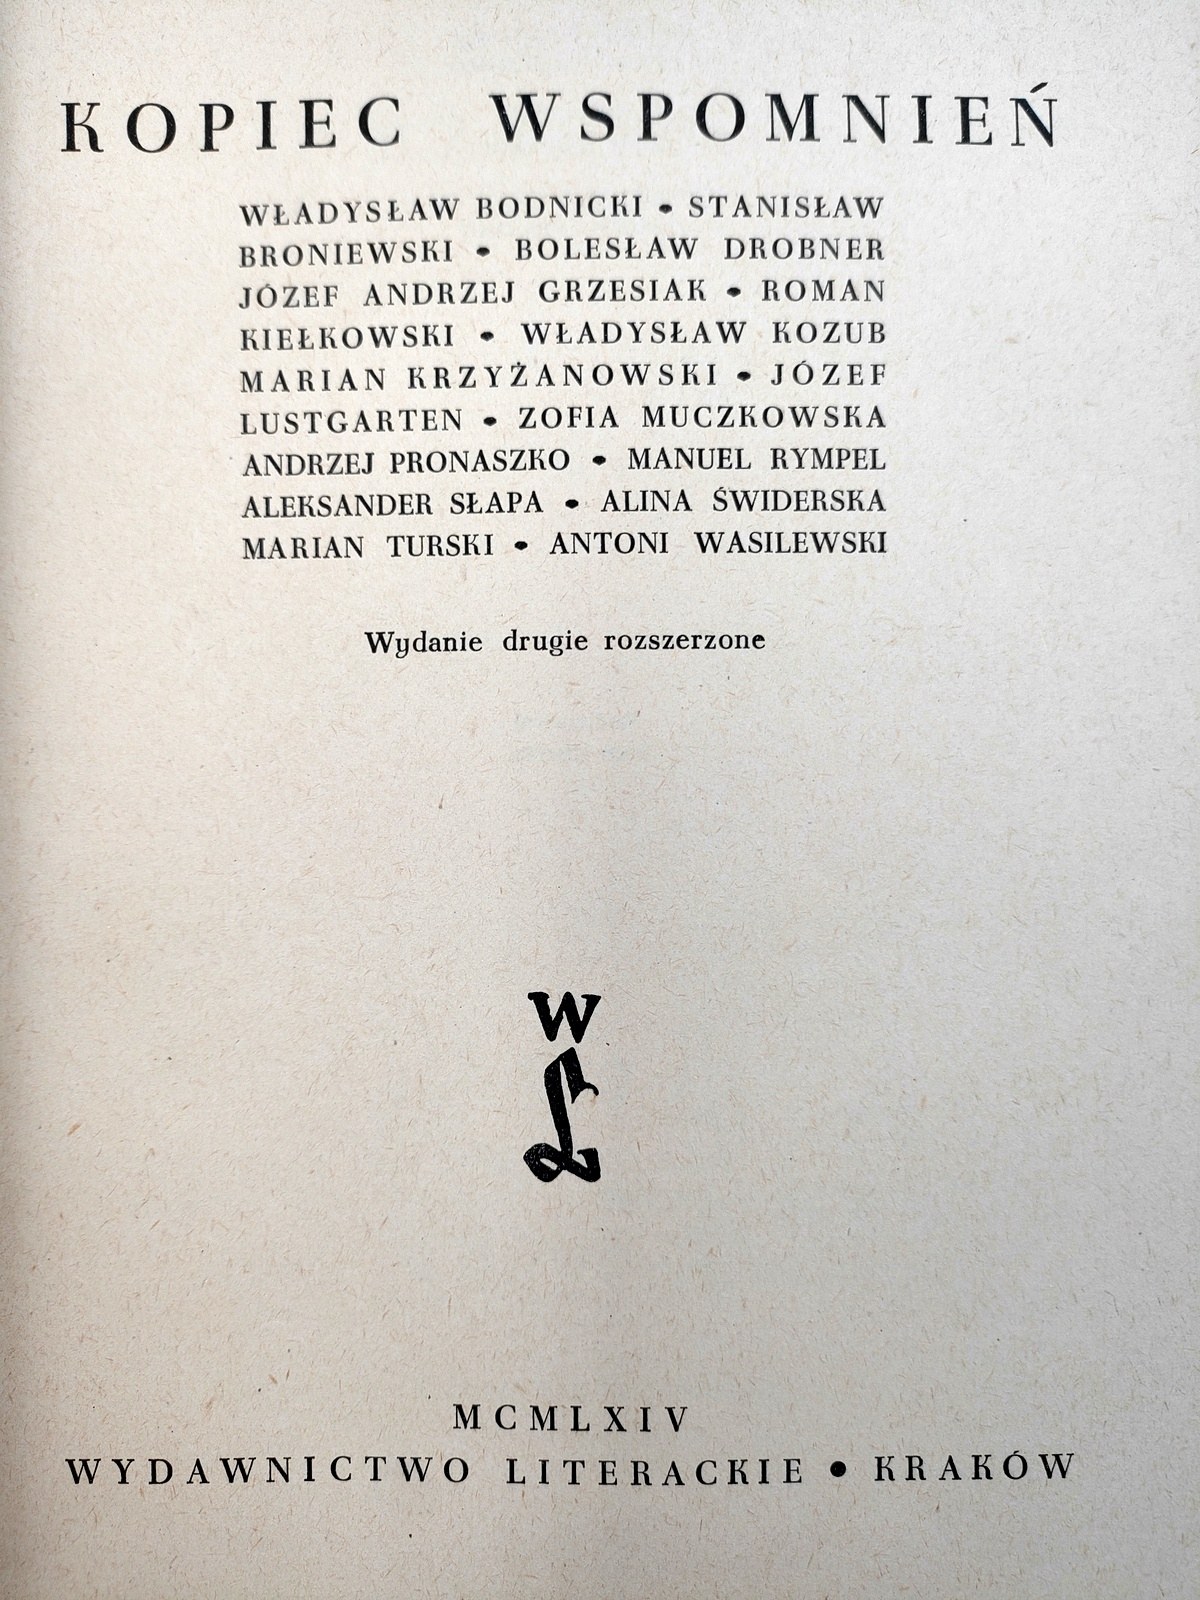 KOPIEC WSPOMNIEŃ
WŁADYSŁAW BODNICKI • STANISŁAW
BRONIEWSKI • BOLESŁAW DROBNER
JÓZEF ANDRZEJ GRZESIAK • ROMAN
KIEŁKOWSKI • WŁADYSŁAW KOZUB
MARIAN KRZYŻANOWSKI • JÓZEF
LUSTGARTEN • ZOFIA MUCZKOWSKA
ANDRZEJ PRONASZKO • MANUEL RYMPEL
ALEKSANDER SŁAPA • ALINA ŚWIDERSKA
MARIAN TURSKI • ANTONI WASILEWSKI
Wydanie drugie rozszerzone
W
L
MCMLXIV
WYDAWNICTWO LITERACKIE • KRAKÓW